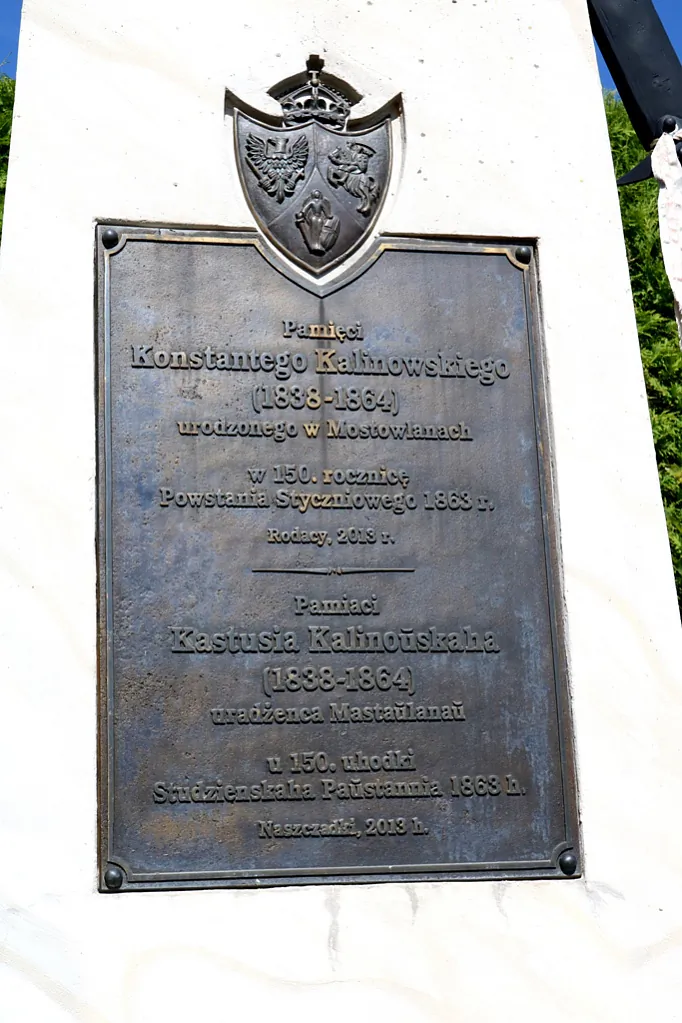 Pamięci
Konstantego Kalinowskiego
(1838-1864)
urodzonego w Mostowlanach
w 150. rocznicę
Powstania Styczniowego 1863 r.
Rodacy, 2013 r.
Pamiaci
Kastusia Kalinoŭskaha
(1838-1864)
uradżenca Mastaŭlanaŭ
u 150. uhodki
Studzienskaha Paŭstannia 1863 h.
Naszczadki, 2013 h.